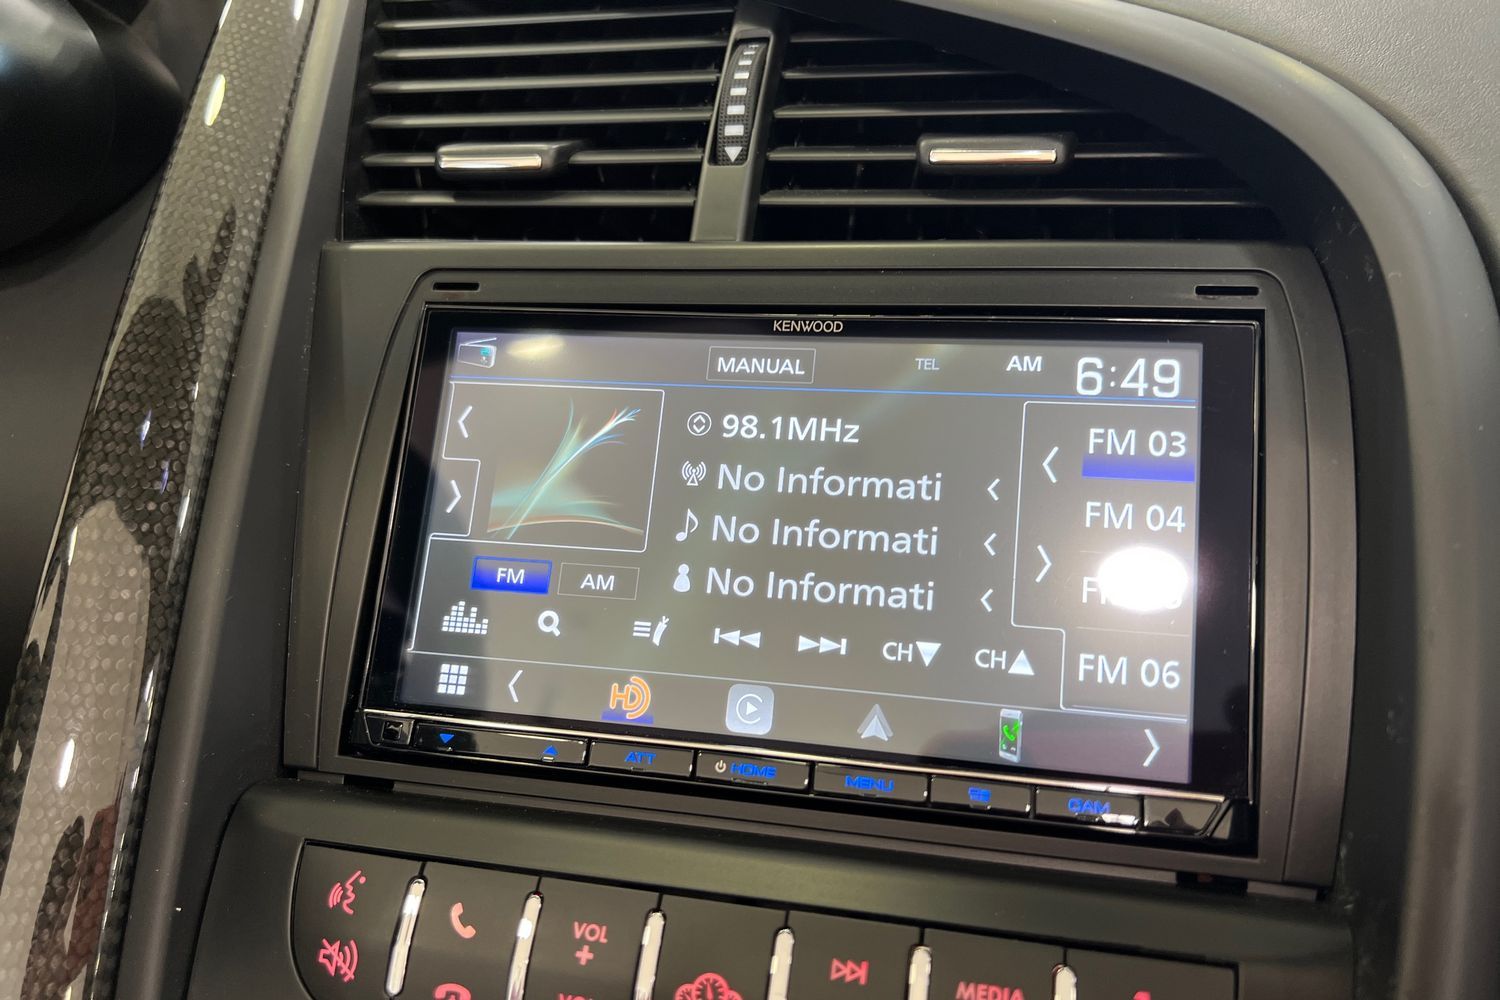 KENWOOD
MANUAL
TEL
AM
6:49
98.1MHz
No Informati
No Informati
No Informati
FM 03
FM 04
FM 06
FM
AM
CH
CH
HD
ATT
HOME
MENU
CAM
VOL
+
MEDIA